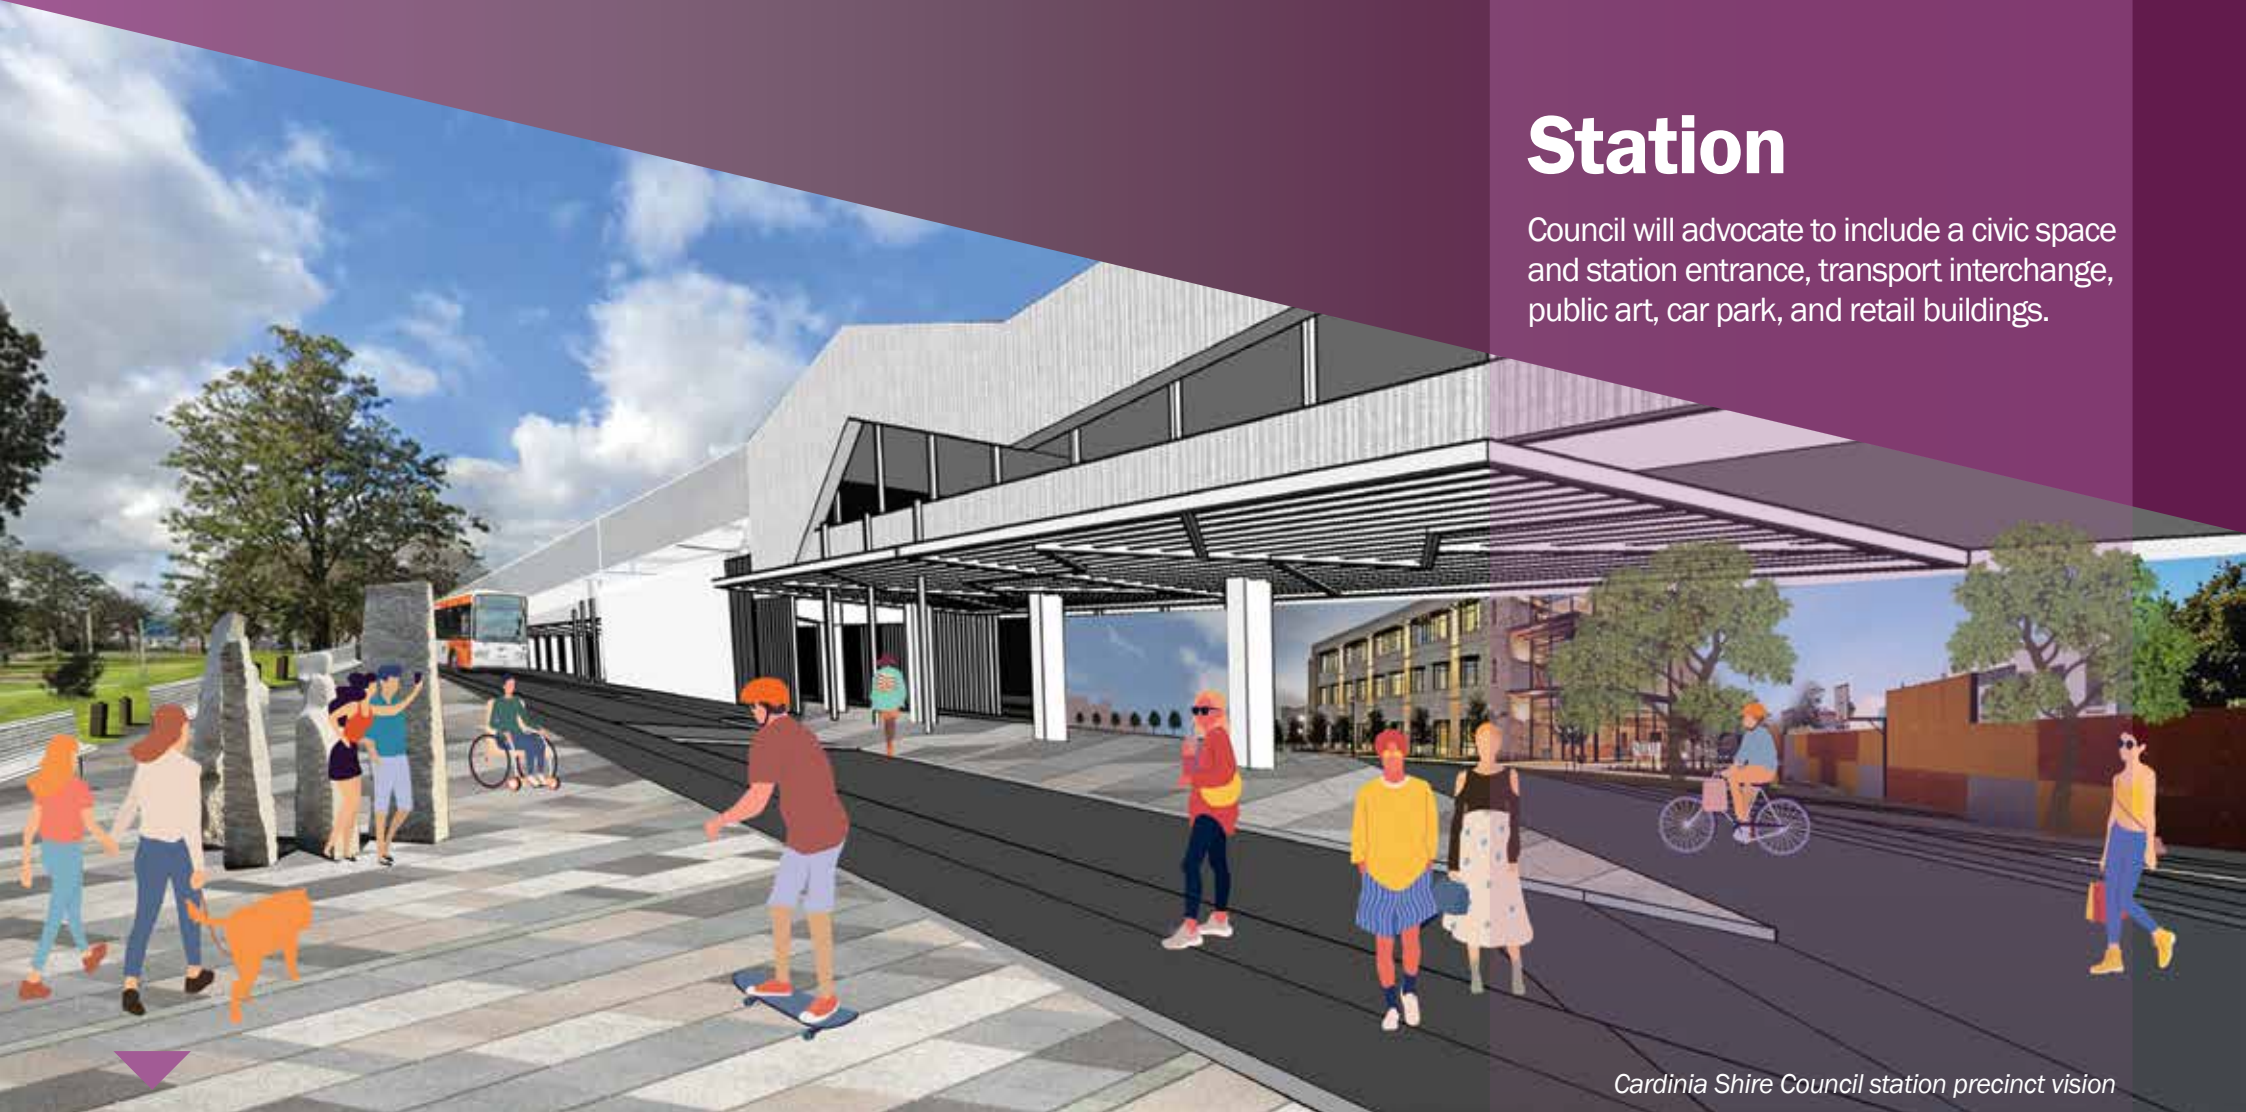 Station
Council will advocate to include a civic space
and station entrance, transport interchange,
public art, car park, and retail buildings.
Cardinia Shire Council station precinct vision